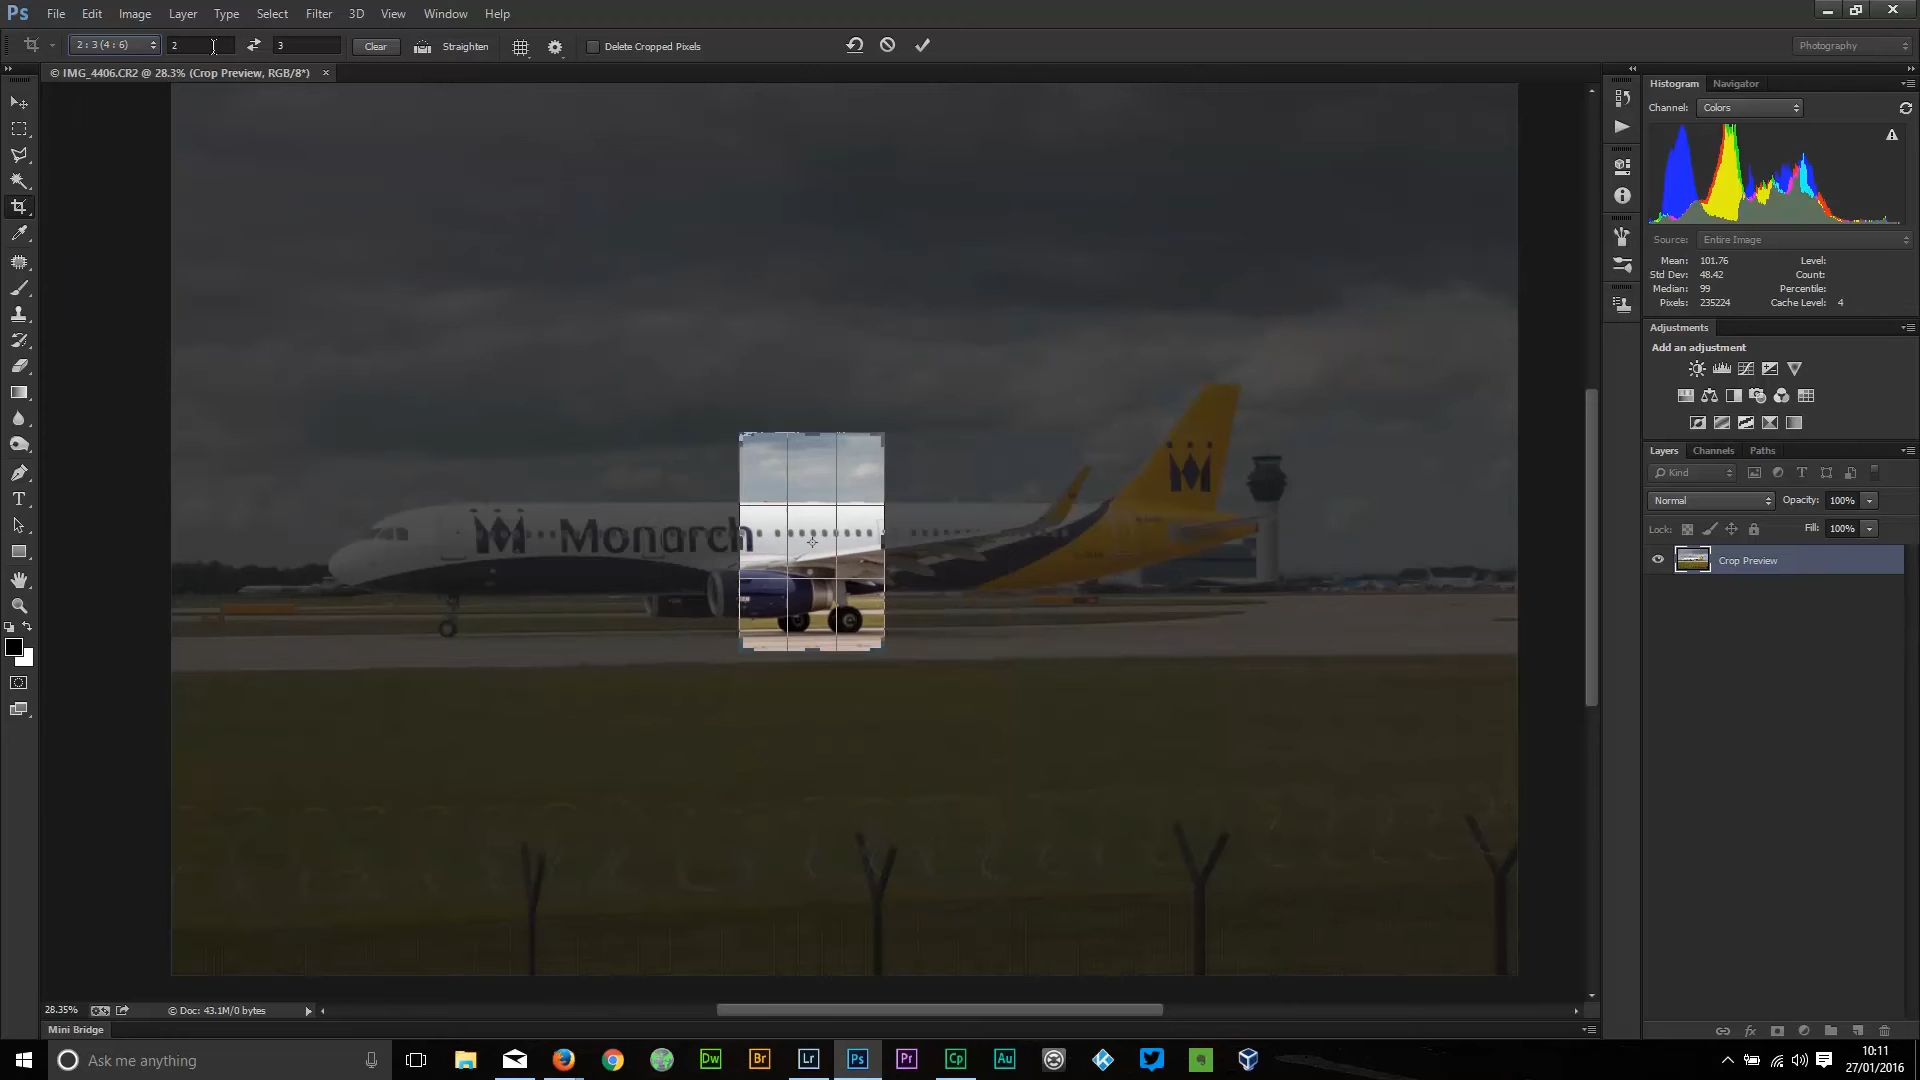 Ps File Edit Image Layer Type Select Filter 3D View Window Help
2 : 3 (4 : 6) 2 3 Clear Straighten Delete Cropped Pixels Photography
© IMG_4406.CR2 @ 28.3% (Crop Preview, RGB/8*) ×
Histogram Navigator
Channel: Colors
Source: Entire Image
Mean: 101.76 Level:
Std Dev: 48.42 Count:
Median: 99 Percentile:
Pixels: 235224 Cache Level: 4
Adjustments
Add an adjustment
Layers Channels Paths
Kind
Normal Opacity: 100%
Lock: Fill: 100%
Crop Preview
M Monarch
M
28.35% © Doc: 43.1M/0 bytes
Mini Bridge
Ask me anything Dw Br Lr Ps Pr Cp Au
10:11
27/01/2016